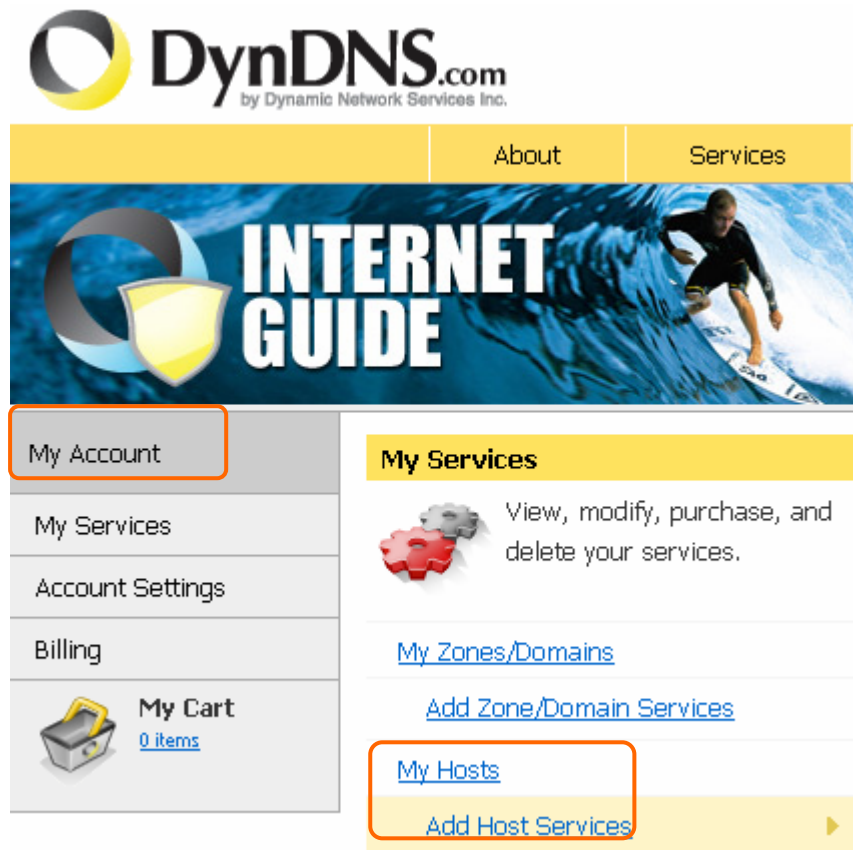 DynDNS.com
by Dynamic Network Services Inc.
About Services
INTERNET
GUIDE
My Account
My Services
Account Settings
Billing
My Cart
0 items
My Services
View, modify, purchase, and
delete your services.
My Zones/Domains
Add Zone/Domain Services
My Hosts
Add Host Services